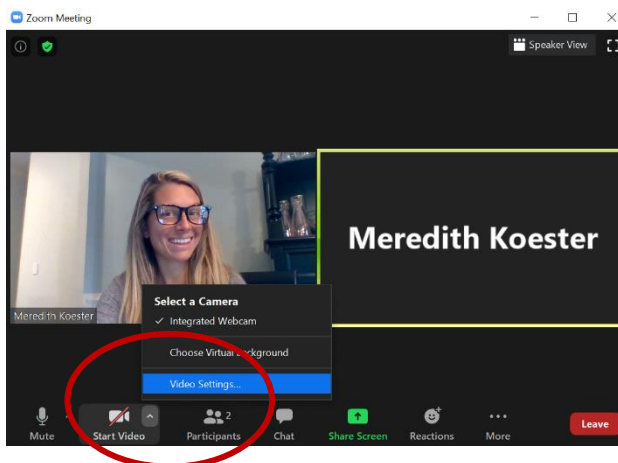 Zoom Meeting
Speaker View
Meredith Koester
Meredith Koester
Select a Camera
✓ Integrated Webcam
Choose Virtual Background
Video Settings...
2
Mute
Start Video
Participants
Chat
Share Screen
Reactions
More
Leave